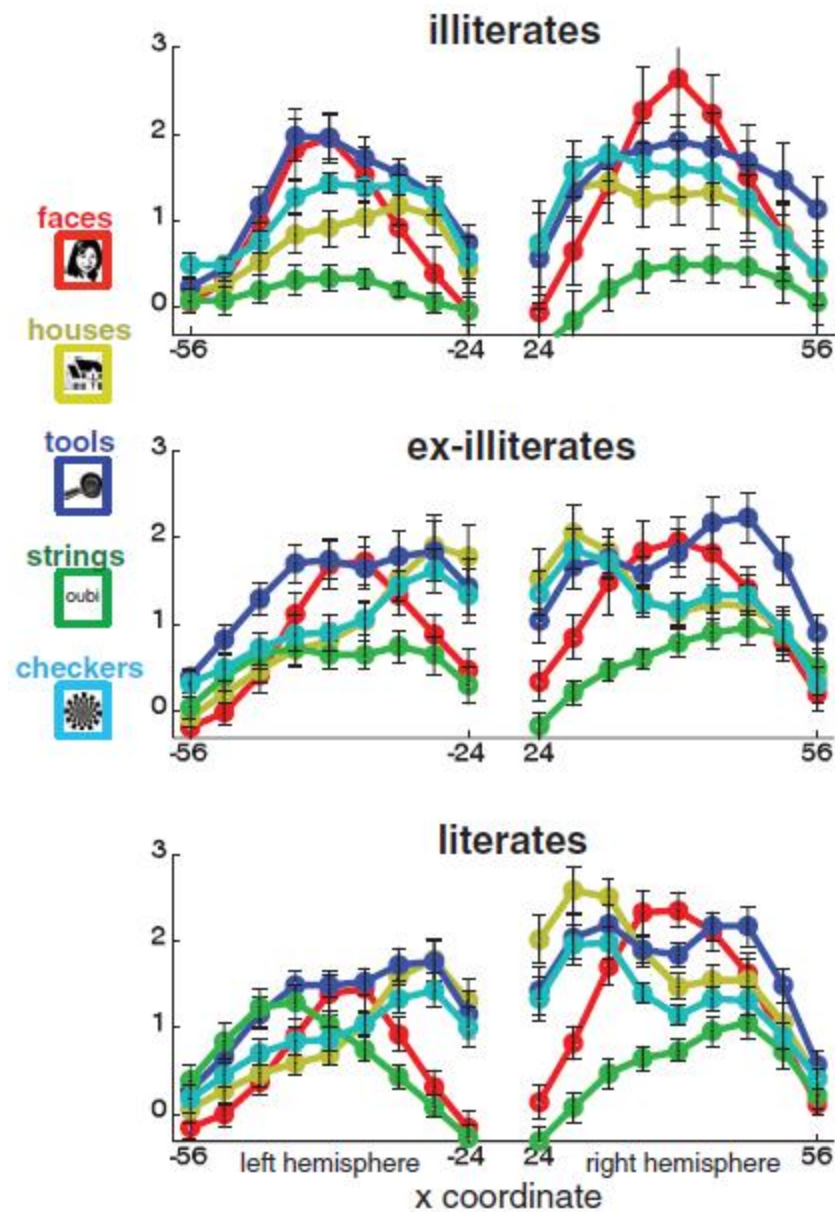 illiterates
3
2
1
0
-56
-24
24
56
faces
houses
tools
strings
oubi
checkers
ex-illiterates
3
2
1
0
-56
-24
24
56
literates
3
2
1
0
-56
left hemisphere
-24
24
right hemisphere
56
x coordinate